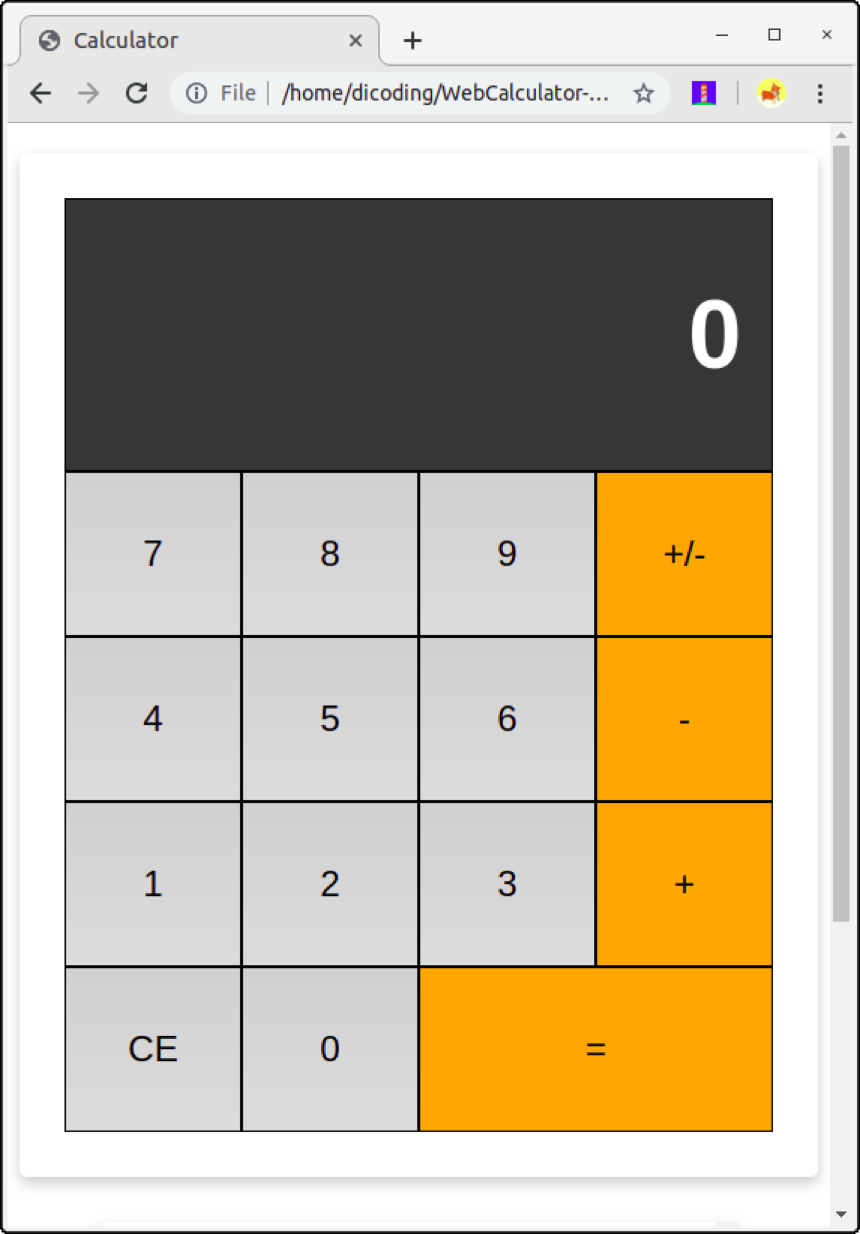 Calculator
File /home/dicoding/WebCalculator-...
0
7 8 9 +/-
4 5 6 -
1 2 3 +
CE 0 =